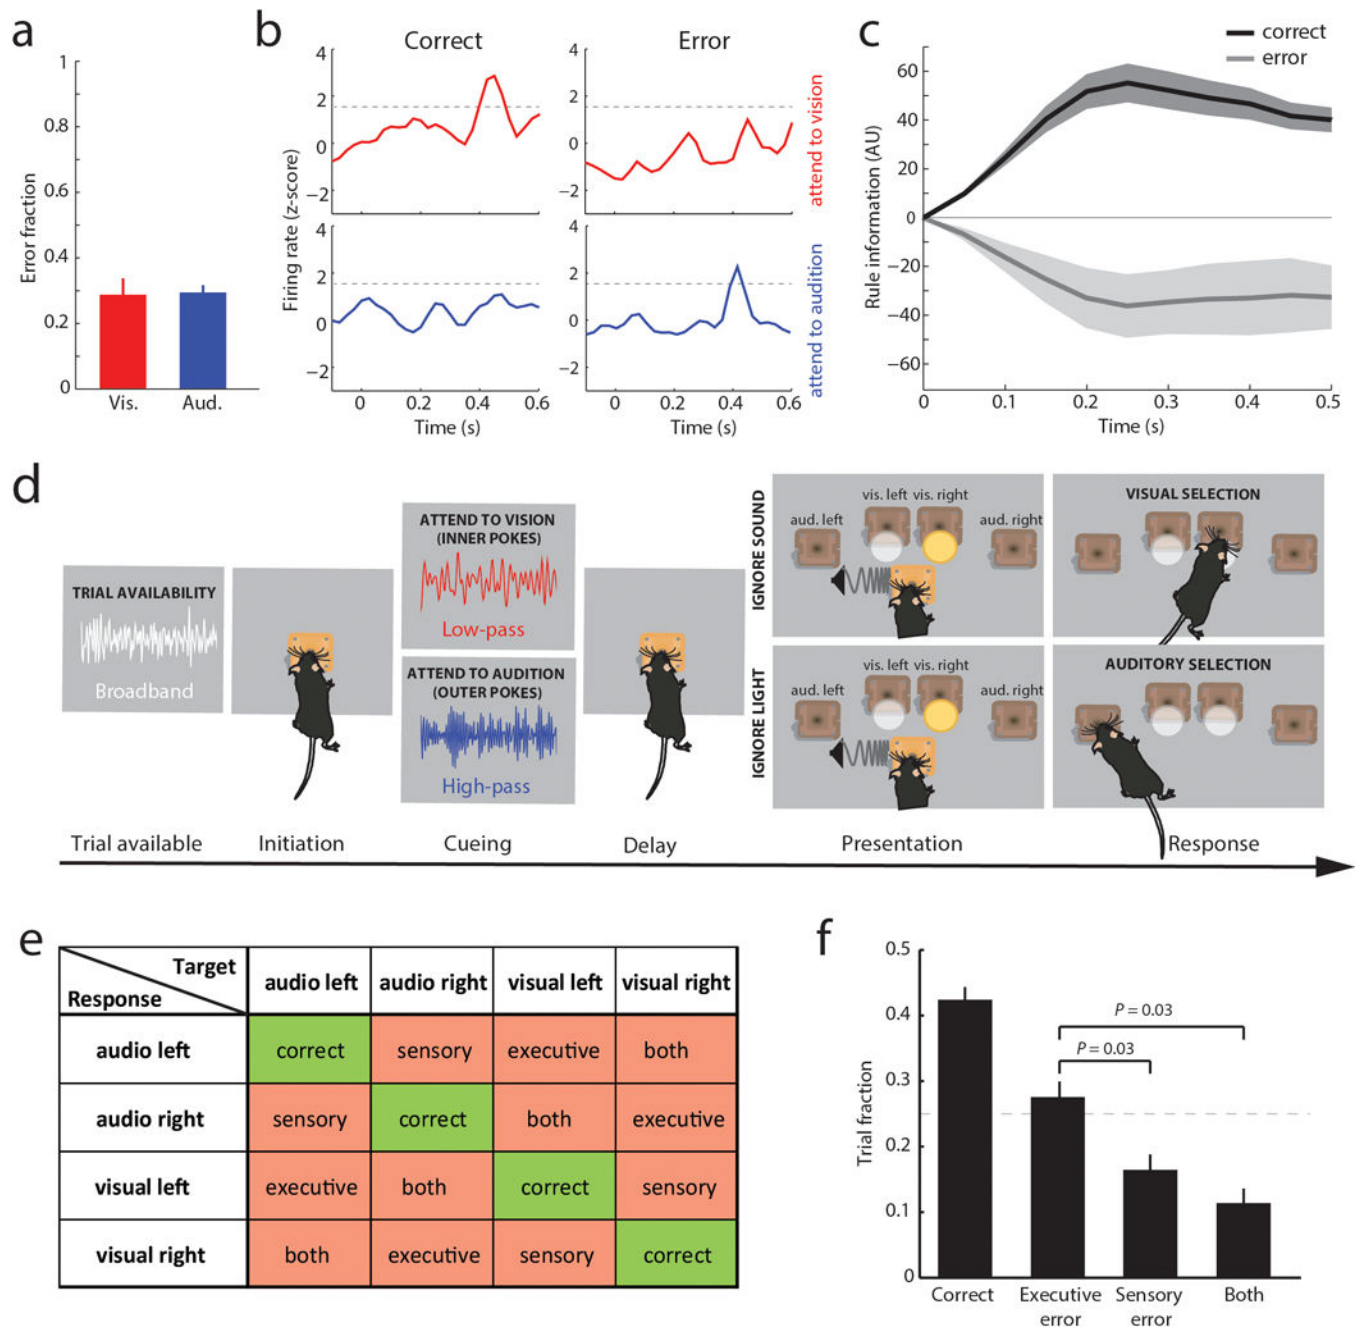 a
1
0.8
0.6
0.4
0.2
0
Error fraction
Vis.
Aud.
b
Correct
Error
Firing rate (z-score)
4
2
0
−2
4
2
0
−2
attend to vision
4
2
0
−2
0
0.2
0.4
0.6
Time (s)
4
2
0
−2
0
0.2
0.4
0.6
Time (s)
attend to audition
c
correct
error
Rule information (AU)
60
40
20
0
−20
−40
−60
0
0.1
0.2
0.3
0.4
0.5
Time (s)
d
TRIAL AVAILABILITY
Broadband
ATTEND TO VISION
(INNER POKES)
Low-pass
ATTEND TO AUDITION
(OUTER POKES)
High-pass
IGNORE SOUND
vis. left vis. right
aud. left
aud. right
VISUAL SELECTION
IGNORE LIGHT
vis. left vis. right
aud. left
aud. right
AUDITORY SELECTION
Trial available
Initiation
Cueing
Delay
Presentation
Response
e
Target
Response
audio left
audio right
visual left
visual right
audio left
correct
sensory
executive
both
audio right
sensory
correct
both
executive
visual left
executive
both
correct
sensory
visual right
both
executive
sensory
correct
f
0.5
0.4
0.3
0.2
0.1
0
Trial fraction
P = 0.03
P = 0.03
Correct
Executive
error
Sensory
error
Both